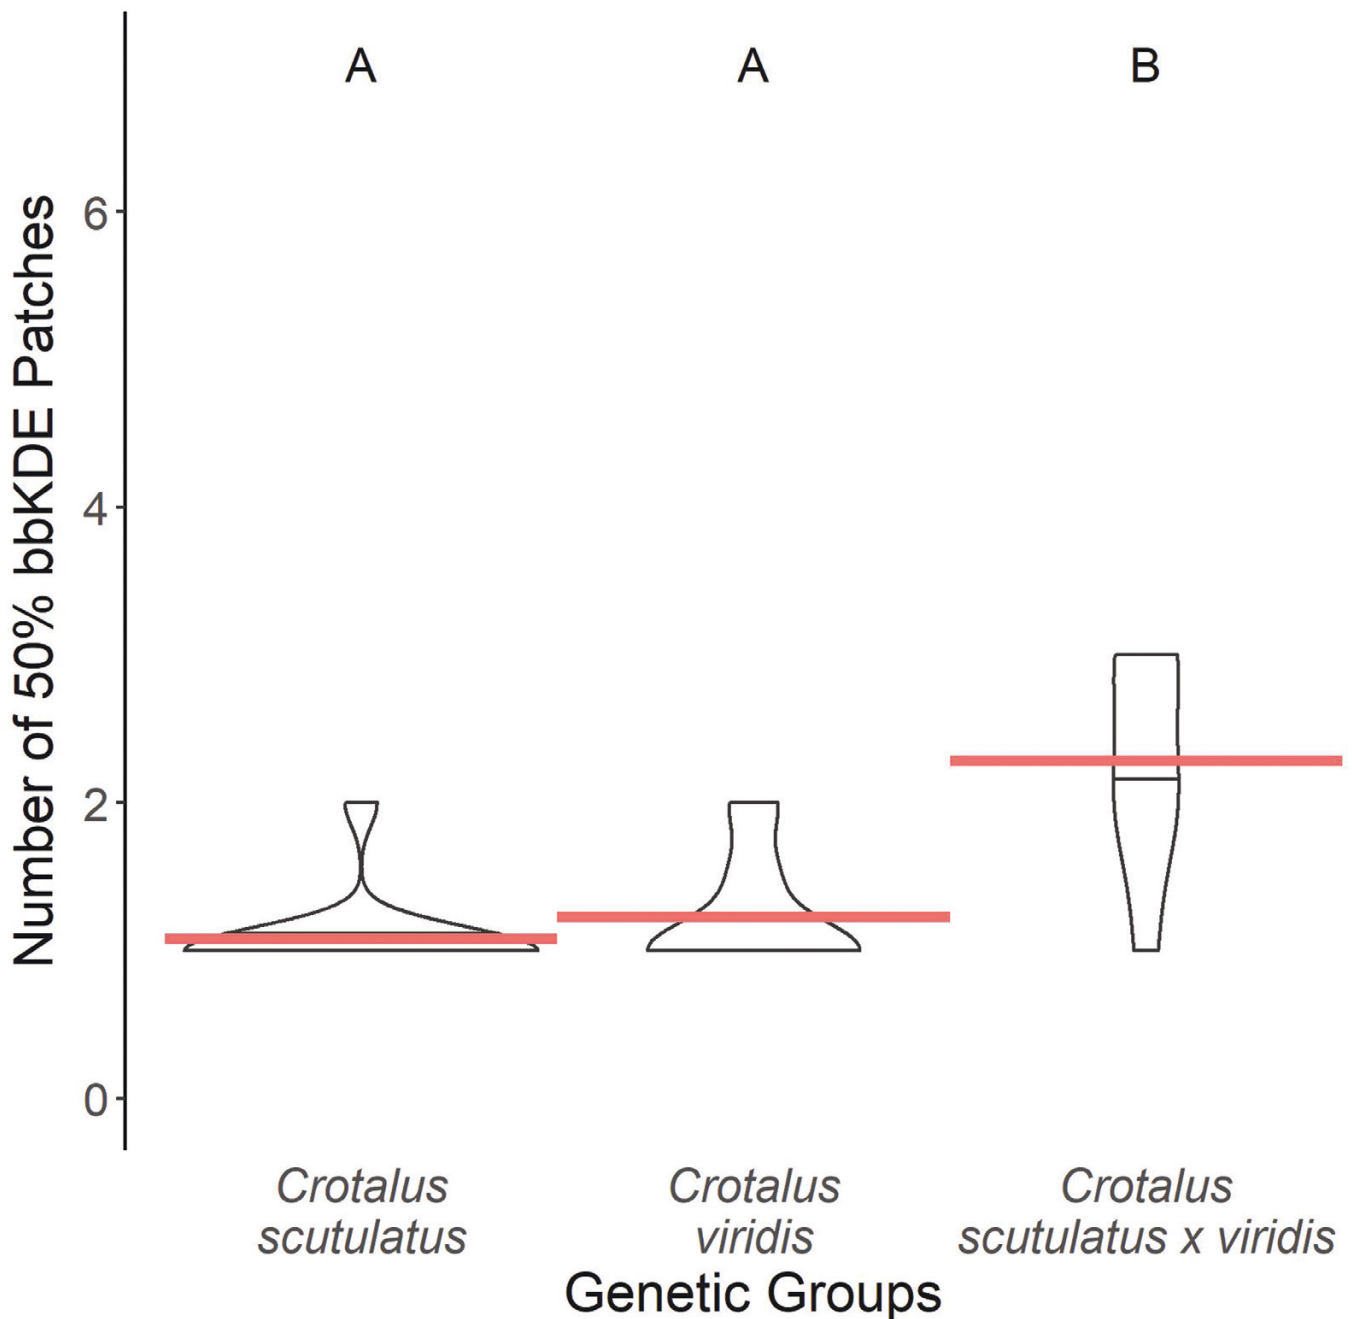 A A B
Number of 50% bbKDE Patches
6
4
2
0
Crotalus Crotalus Crotalus
scutulatus viridis scutulatus x viridis
Genetic Groups